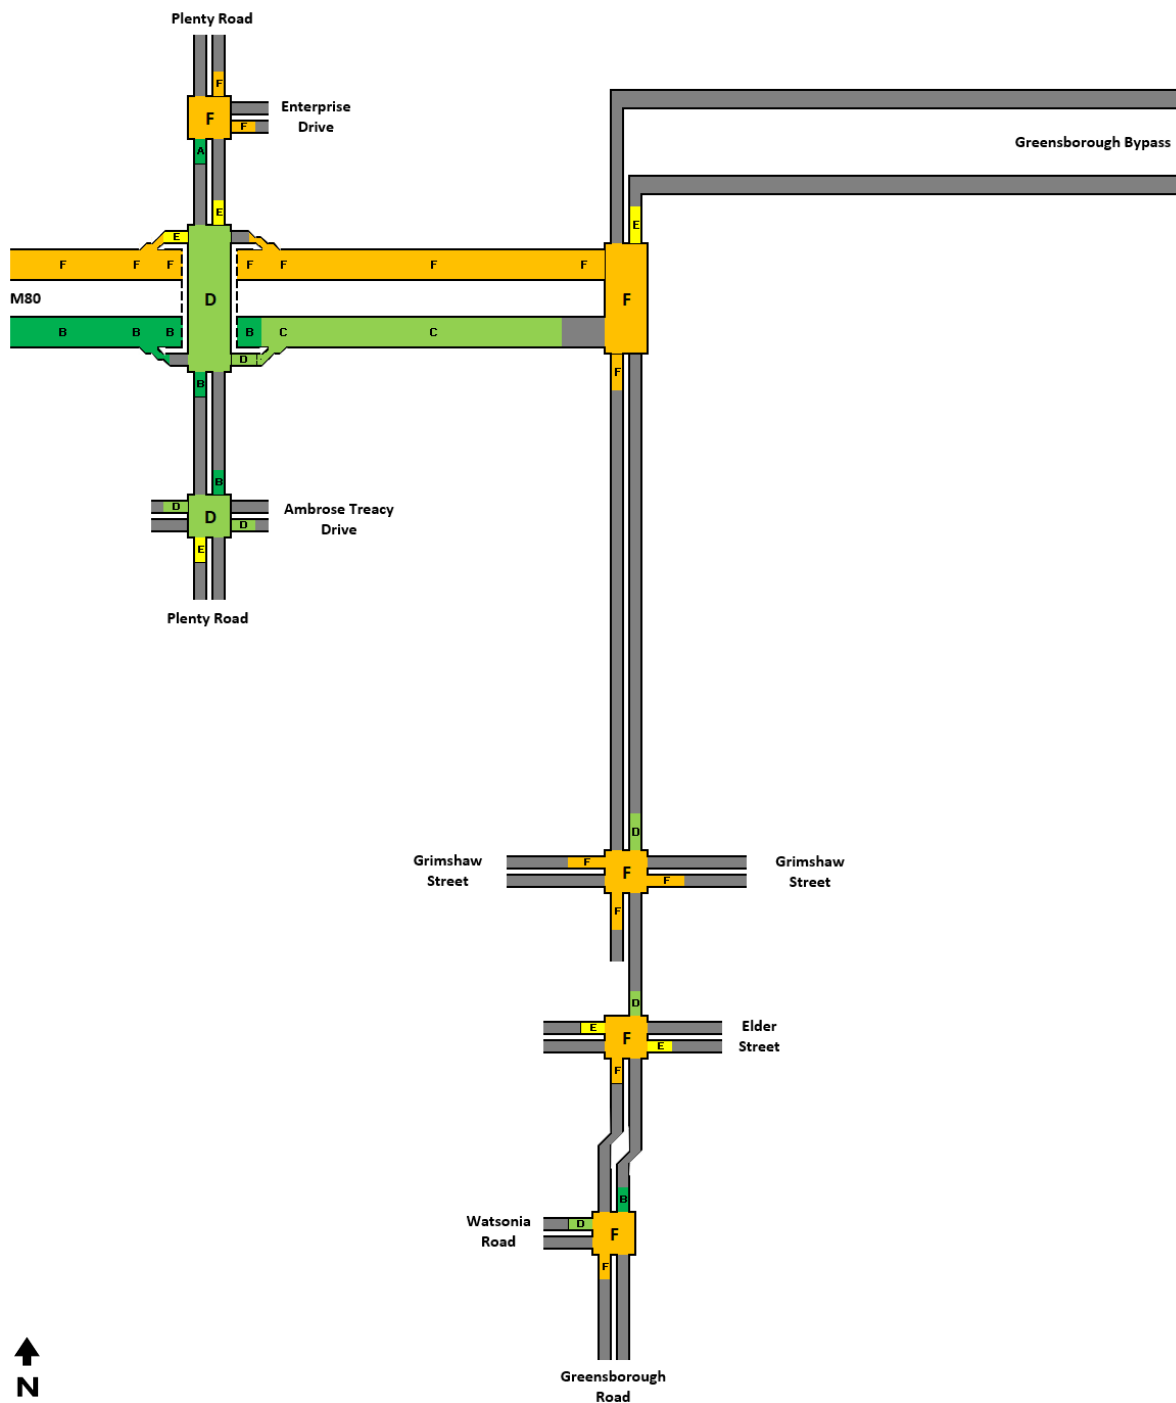 Plenty Road
F
F
Enterprise
Drive
F
A
Greensborough Bypass
E
E
E
F F F F F F F
D
F
M80
B B B B C C
D
F
B
B
D
D
Ambrose Treacy
Drive
D
E
Plenty Road
D
Grimshaw
Street
F
F
F
Grimshaw
Street
F
D
E
F
E
Elder
Street
F
B
Watsonia
Road
D
F
F
N
Greensborough
Road